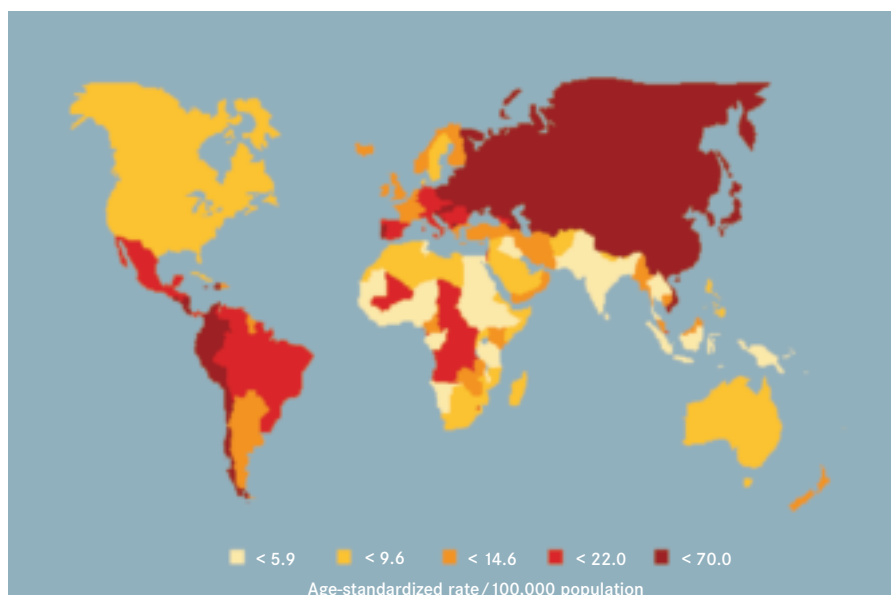 < 5.9 < 9.6 < 14.6 < 22.0 < 70.0
Age-standardized rate / 100.000 population